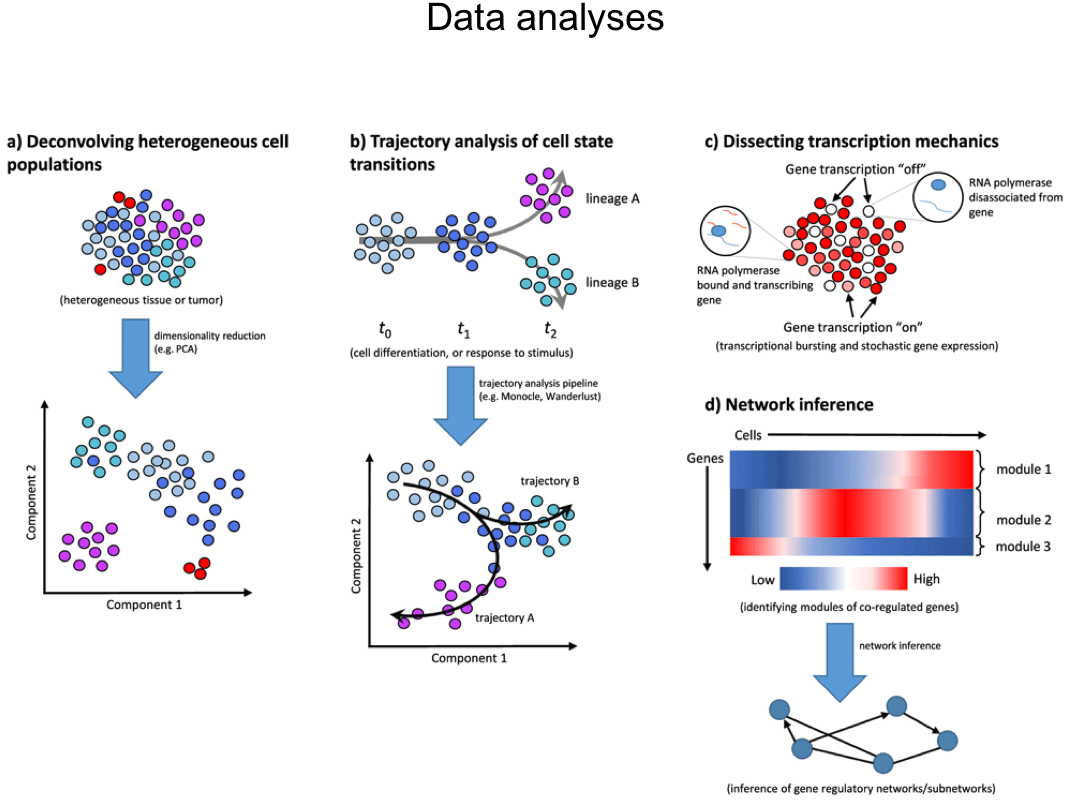 Data analyses
a) Deconvolving heterogeneous cell
populations
(heterogeneous tissue or tumor)
dimensionality reduction
(e.g. PCA)
Component 2
Component 1
b) Trajectory analysis of cell state
transitions
lineage A
lineage B
t0
t1
t2
(cell differentiation, or response to stimulus)
trajectory analysis pipeline
(e.g. Monocle, Wanderlust)
trajectory B
trajectory A
Component 2
Component 1
c) Dissecting transcription mechanics
Gene transcription “off”
RNA polymerase
disassociated from
gene
RNA polymerase
bound and transcribing
gene
Gene transcription “on”
(transcriptional bursting and stochastic gene expression)
d) Network inference
Cells
Genes
module 1
module 2
module 3
Low
High
(identifying modules of co-regulated genes)
network inference
(inference of gene regulatory networks/subnetworks)